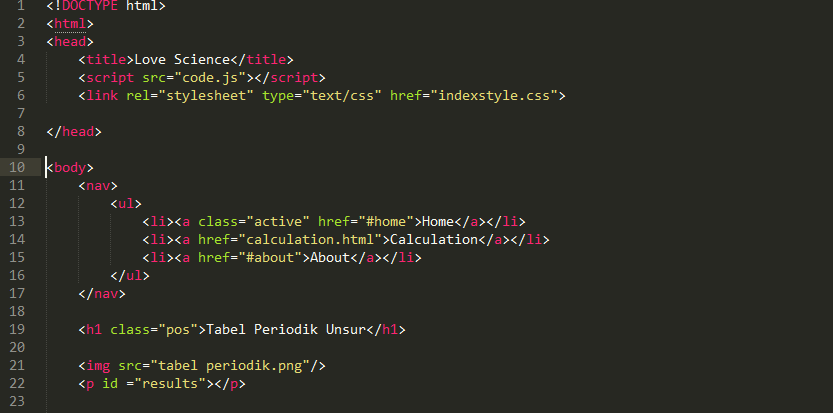 1 <!DOCTYPE html>
2 <html>
3 <head>
4     <title>Love Science</title>
5     <script src="code.js"></script>
6     <link rel="stylesheet" type="text/css" href="indexstyle.css">
7
8 </head>
9
10 <body>
11     <nav>
12         <ul>
13             <li><a class="active" href="#home">Home</a></li>
14             <li><a href="calculation.html">Calculation</a></li>
15             <li><a href="#about">About</a></li>
16         </ul>
17     </nav>
18
19     <h1 class="pos">Tabel Periodik Unsur</h1>
20
21     <img src="tabel periodik.png"/>
22     <p id ="results"></p>
23